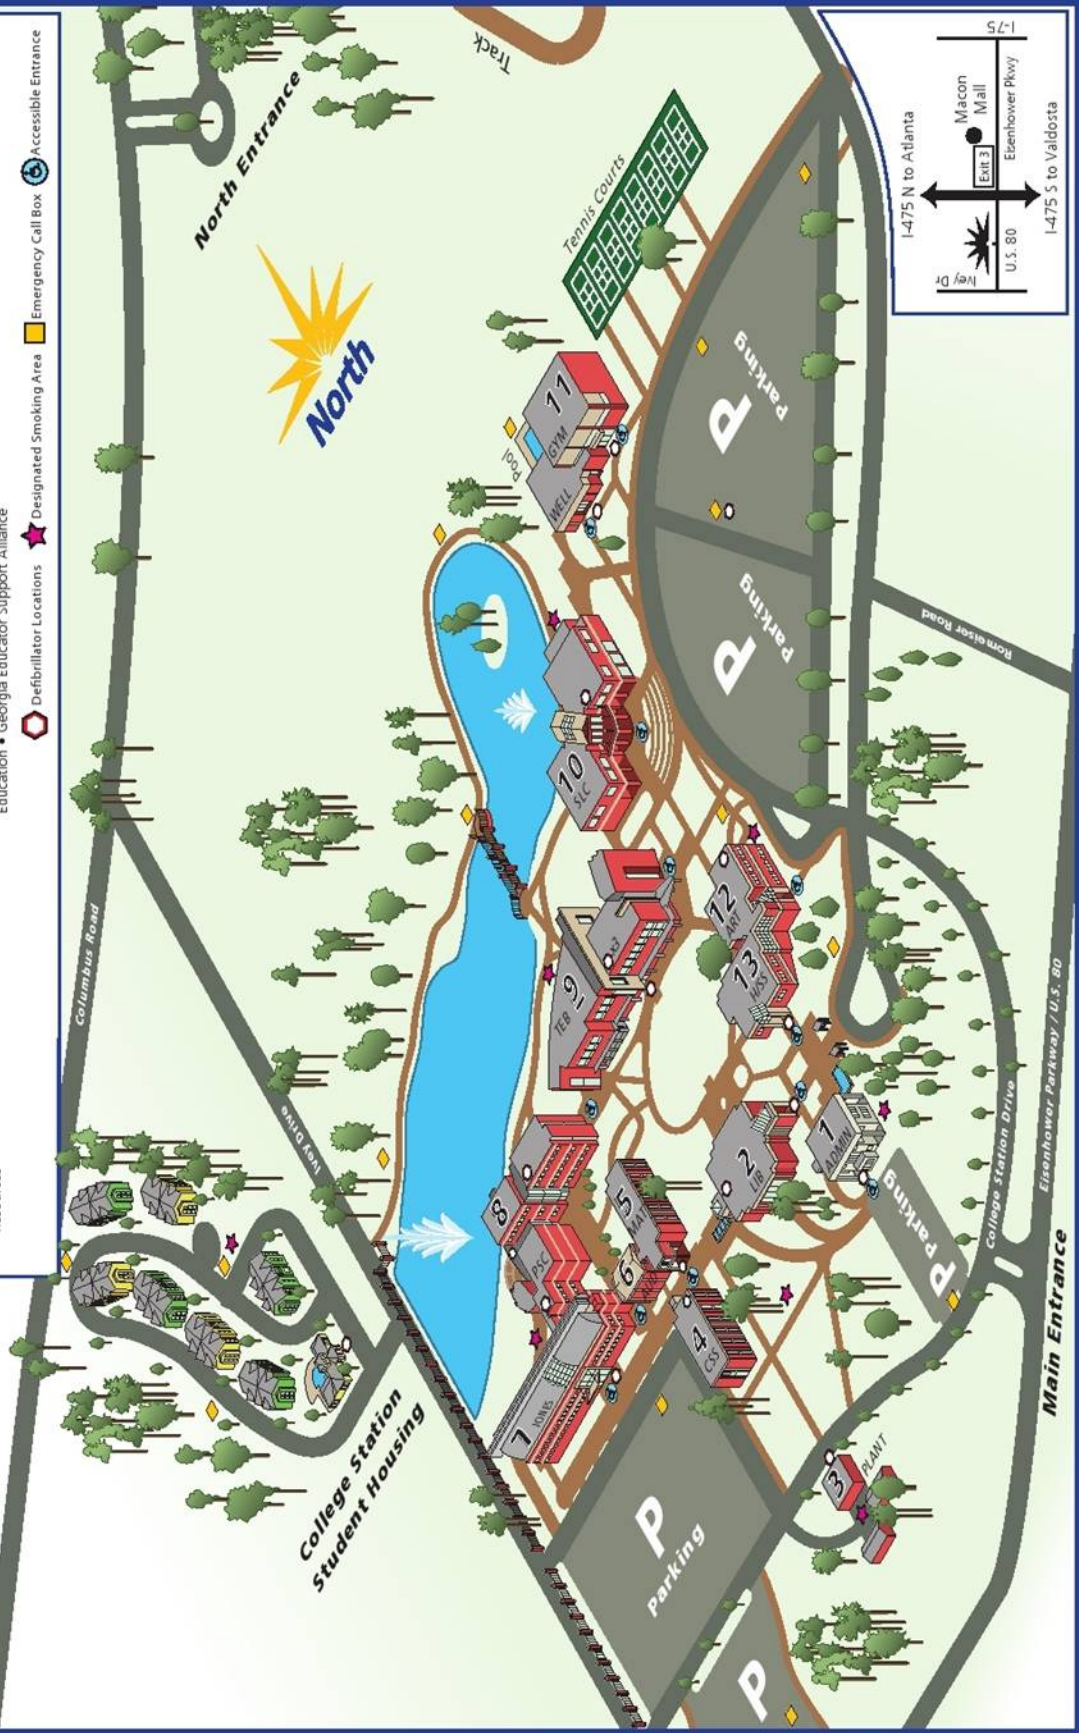 Education • Georgia Educator Support Alliance
Defibrillator Locations
Designated Smoking Area
Emergency Call Box
Accessible Entrance
Columbus Road
North Entrance
Track
North
Tennis Courts
Ivey Drive
College Station
Student Housing
Pool
11
GYM
WELL
10
SLC
9
TEB
x3
8
PSC
7
JONES
6
5
MAT
4
CSS
3
PLANT
2
LIB
1
ADMIN
12
ART
13
H/SS
P
Parking
P
Parking
P
Parking
P
Parking
P
Romeiser Road
College Station Drive
Eisenhower Parkway / U.S. 80
Main Entrance
I-475 N to Atlanta
Macon
Mall
Exit 3
I-75
Ivey Dr
U.S. 80
Eisenhower Pkwy
I-475 S to Valdosta